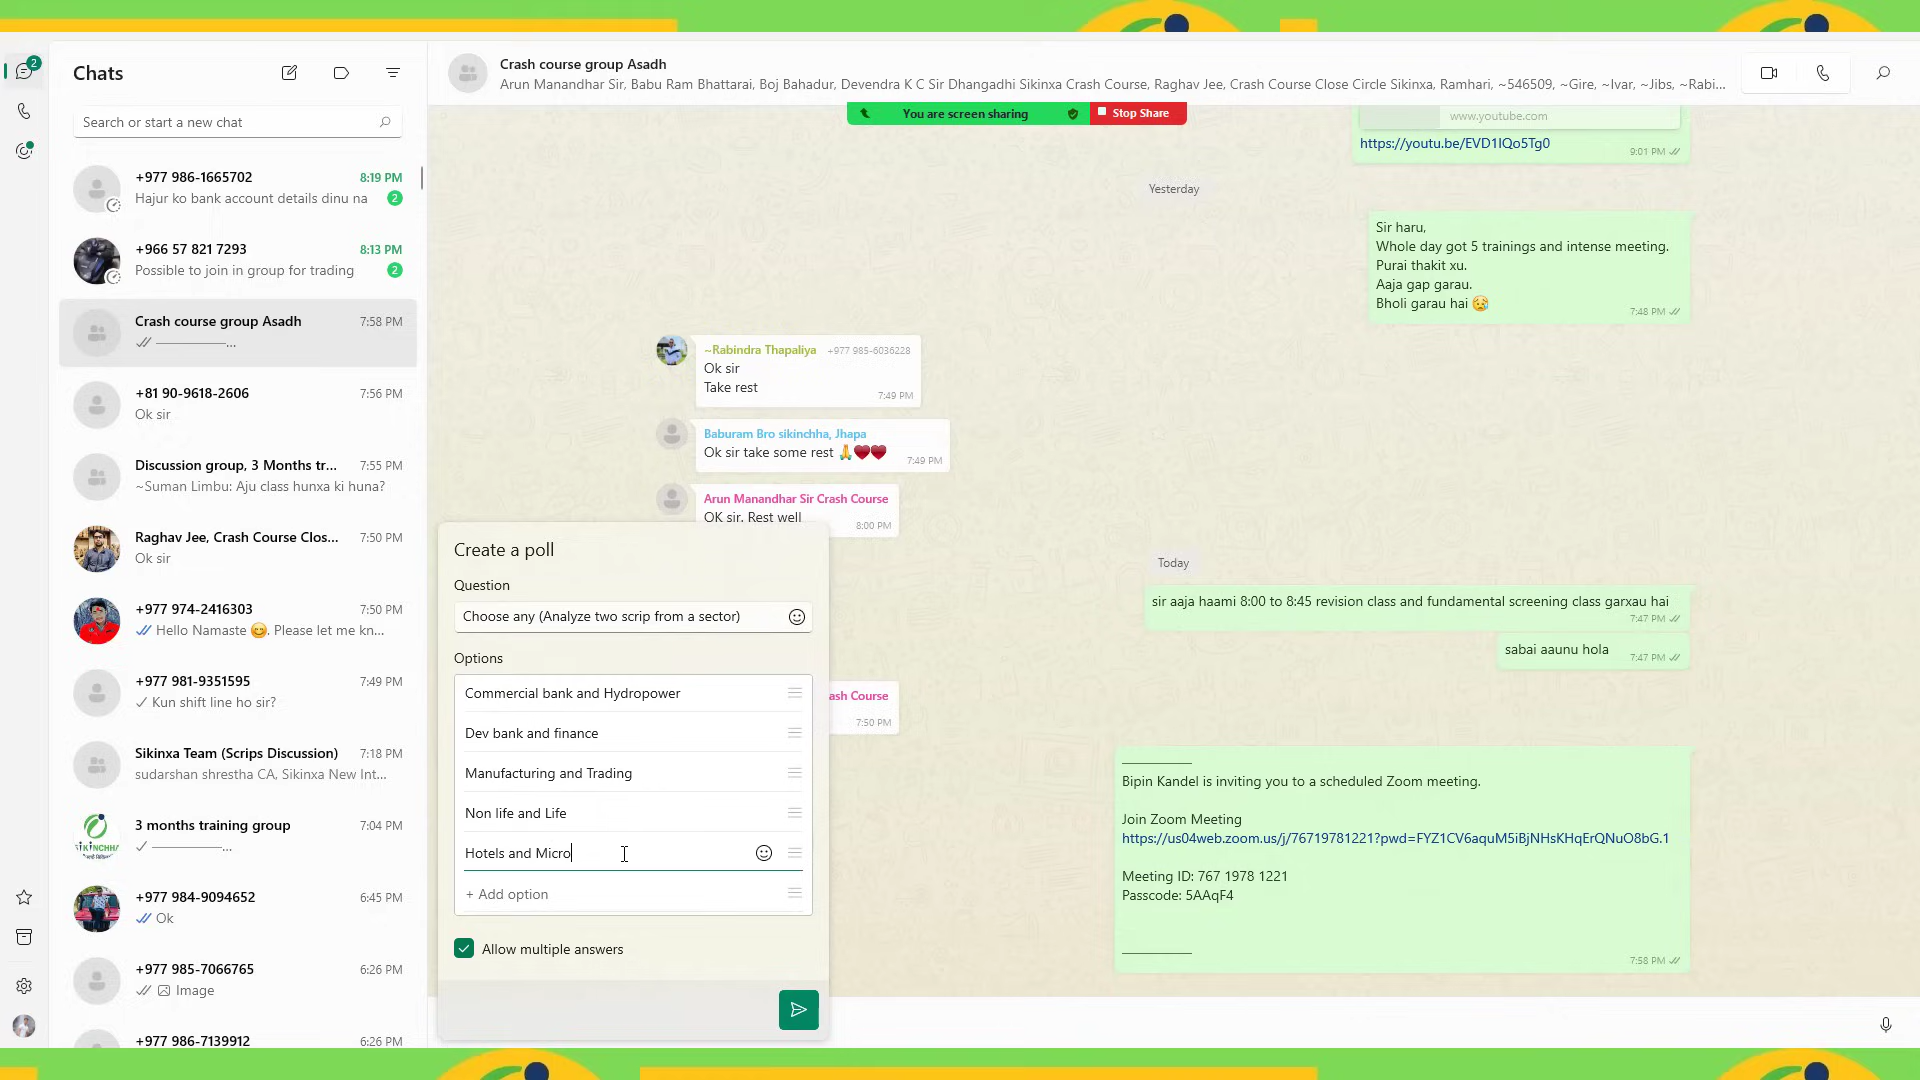 2
Chats
Search or start a new chat
+977 986-1665702
8:19 PM
Hajur ko bank account details dinu na
2
+966 57 821 7293
8:13 PM
Possible to join in group for trading
2
Crash course group Asadh
7:58 PM
—————...
+81 90-9618-2606
7:56 PM
Ok sir
Discussion group, 3 Months tr...
7:55 PM
~Suman Limbu: Aju class hunxa ki huna?
Raghav Jee, Crash Course Clos...
7:50 PM
Ok sir
+977 974-2416303
7:50 PM
Hello Namaste 😊. Please let me kn...
+977 981-9351595
7:49 PM
Kun shift line ho sir?
Sikinxa Team (Scrips Discussion)
7:18 PM
sudarshan shrestha CA, Sikinxa New Int...
SIKINCHHA
3 months training group
7:04 PM
—————...
+977 984-9094652
6:45 PM
Ok
+977 985-7066765
6:26 PM
Image
+977 986-7139912
6:26 PM
Crash course group Asadh
Arun Manandhar Sir, Babu Ram Bhattarai, Boj Bahadur, Devendra K C Sir Dhangadhi Sikinxa Crash Course, Raghav Jee, Crash Course Close Circle Sikinxa, Ramhari, ~546509, ~Gire, ~Ivar, ~Jibs, ~Rabi...
You are screen sharing
Stop Share
www.youtube.com
https://youtu.be/EVD1IQo5Tg0
9:01 PM
Yesterday
Sir haru,
Whole day got 5 trainings and intense meeting.
Purai thakit xu.
Aaja gap garau.
Bholi garau hai 😥
7:48 PM
~Rabindra Thapaliya +977 985-6036228
Ok sir
Take rest
7:49 PM
Baburam Bro sikinchha, Jhapa
Ok sir take some rest 🙏❤️❤️
7:49 PM
Arun Manandhar Sir Crash Course
OK sir. Rest well
8:00 PM
Today
sir aaja haami 8:00 to 8:45 revision class and fundamental screening class garxau hai
7:47 PM
sabai aaunu hola
7:47 PM
ash Course
7:50 PM
Bipin Kandel is inviting you to a scheduled Zoom meeting.
Join Zoom Meeting
https://us04web.zoom.us/j/76719781221?pwd=FYZ1CV6aquM5iBjNHsKHqErQNuO8bG.1
Meeting ID: 767 1978 1221
Passcode: 5AAqF4
7:58 PM
Create a poll
Question
Choose any (Analyze two scrip from a sector)
Options
Commercial bank and Hydropower
Dev bank and finance
Manufacturing and Trading
Non life and Life
Hotels and Micro
+ Add option
Allow multiple answers